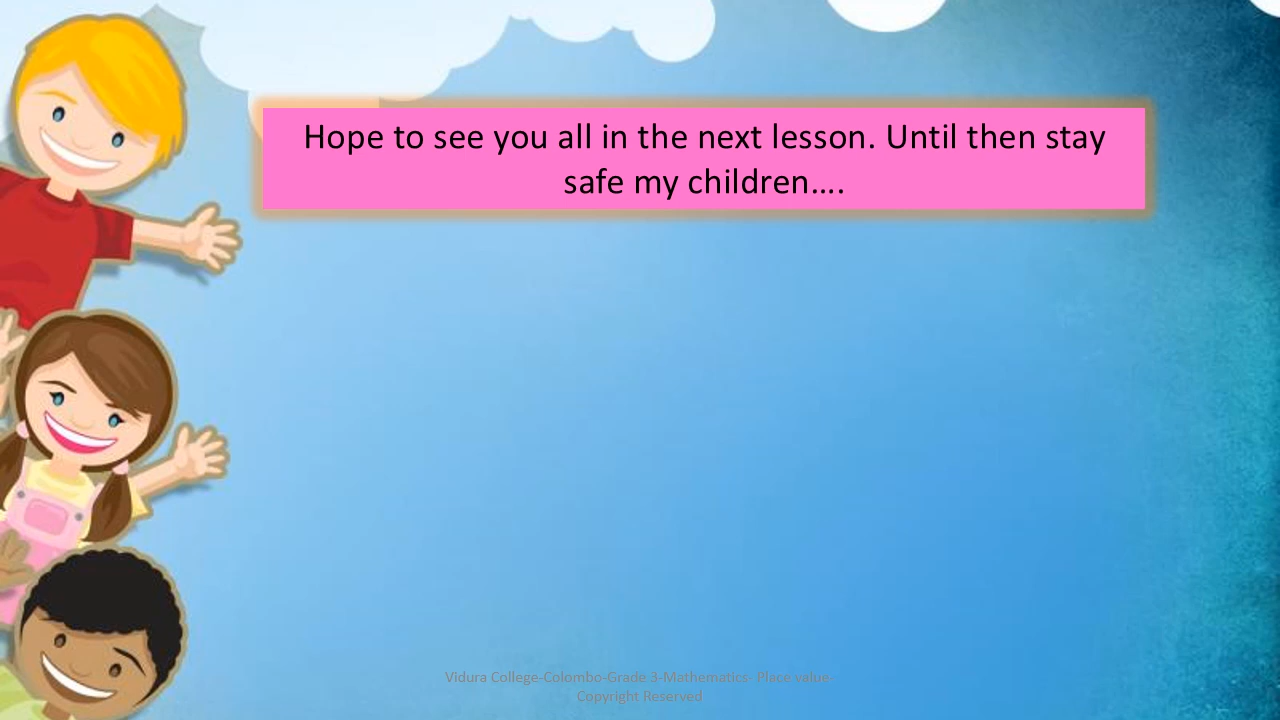 Hope to see you all in the next lesson. Until then stay
safe my children….
Vidura College-Colombo-Grade 3-Mathematics- Place value-
Copyright Reserved